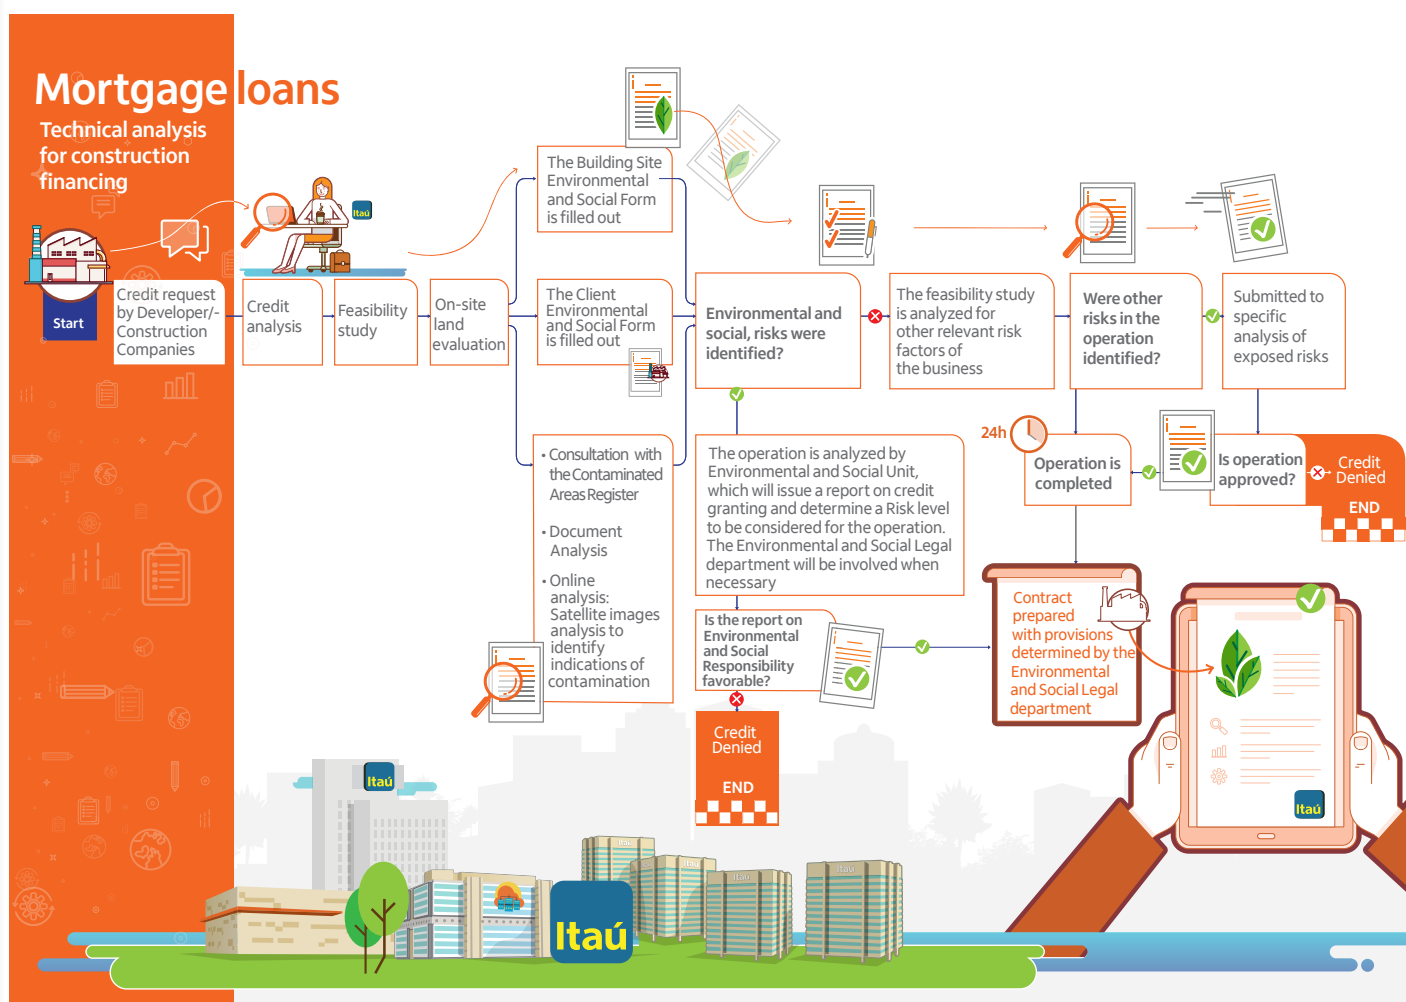 Mortgage loans
Technical analysis
for construction
financing
Start
Credit request
by Developer/-
Construction
Companies
Itaú
Credit
analysis
Feasibility
study
On-site
land
evaluation
The Building Site
Environmental
and Social Form
is filled out
The Client
Environmental
and Social Form
is filled out
• Consultation with
the Contaminated
Areas Register
• Document
Analysis
• Online
analysis:
Satellite images
analysis to
identify
indications of
contamination
Environmental and
social, risks were
identified?
The feasibility study
is analyzed for
other relevant risk
factors of
the business
Were other
risks in the
operation
identified?
Submitted to
specific
analysis of
exposed risks
The operation is analyzed by
Environmental and Social Unit,
which will issue a report on credit
granting and determine a Risk level
to be considered for the operation.
The Environmental and Social Legal
department will be involved when
necessary
24h
Operation is
completed
Is operation
approved?
Credit
Denied
END
Is the report on
Environmental
and Social
Responsibility
favorable?
Credit
Denied
END
Contract
prepared
with provisions
determined by the
Environmental
and Social Legal
department
Itaú
Itaú
Itaú
Itaú
Itaú
Itaú
Itaú